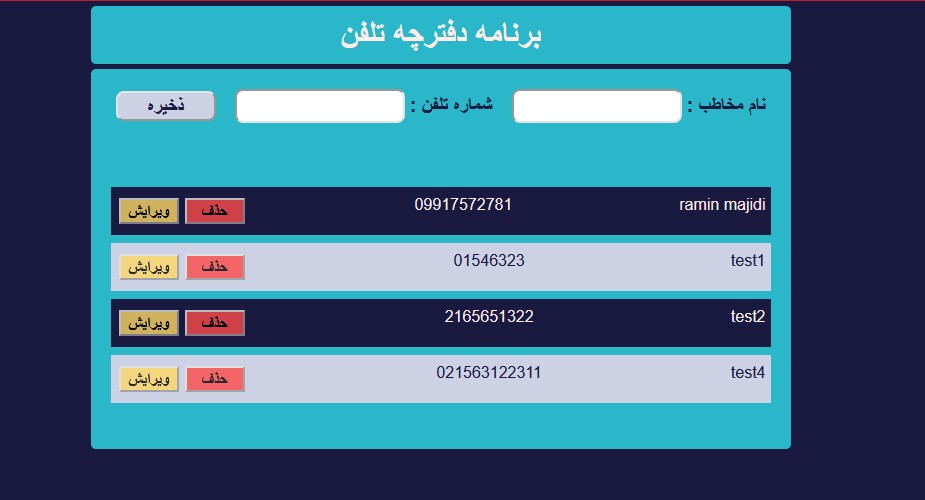 برنامه دفترچه تلفن
نام مخاطب : شماره تلفن : ذخیره
ramin majidi 09917572781 حذف ویرایش
test1 01546323 حذف ویرایش
test2 2165651322 حذف ویرایش
test4 021563122311 حذف ویرایش